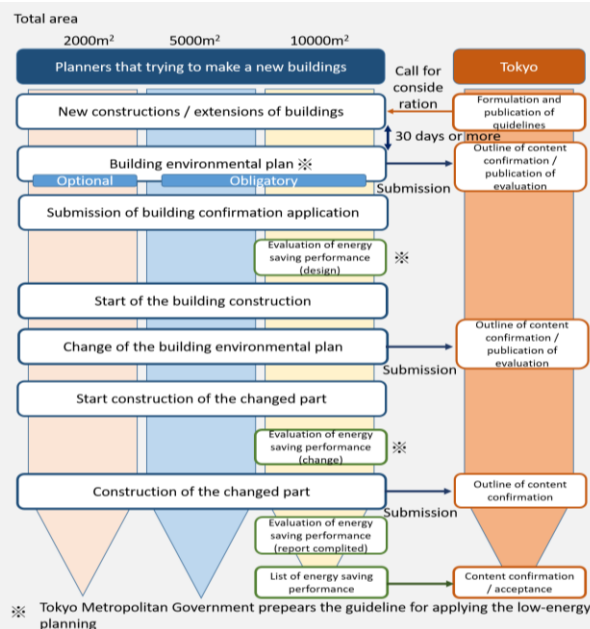 Total area
2000m² 5000m² 10000m²
Planners that trying to make a new buildings
Call for
conside
ration
Tokyo
New constructions / extensions of buildings
Formulation and
publication of
guidelines
30 days or more
Building environmental plan ※
Outline of content
confirmation /
publication of
evaluation
Optional
Obligatory
Submission
Submission of building confirmation application
Evaluation of energy
saving performance
(design)
※
Start of the building construction
Change of the building environmental plan
Outline of content
confirmation /
publication of
evaluation
Submission
Start construction of the changed part
Evaluation of energy
saving performance
(change)
※
Construction of the changed part
Outline of content
confirmation
Submission
Evaluation of energy
saving performance
(report complited)
List of energy saving
performance
Content confirmation
/ acceptance
※ Tokyo Metropolitan Government prepears the guideline for applying the low-energy
planning